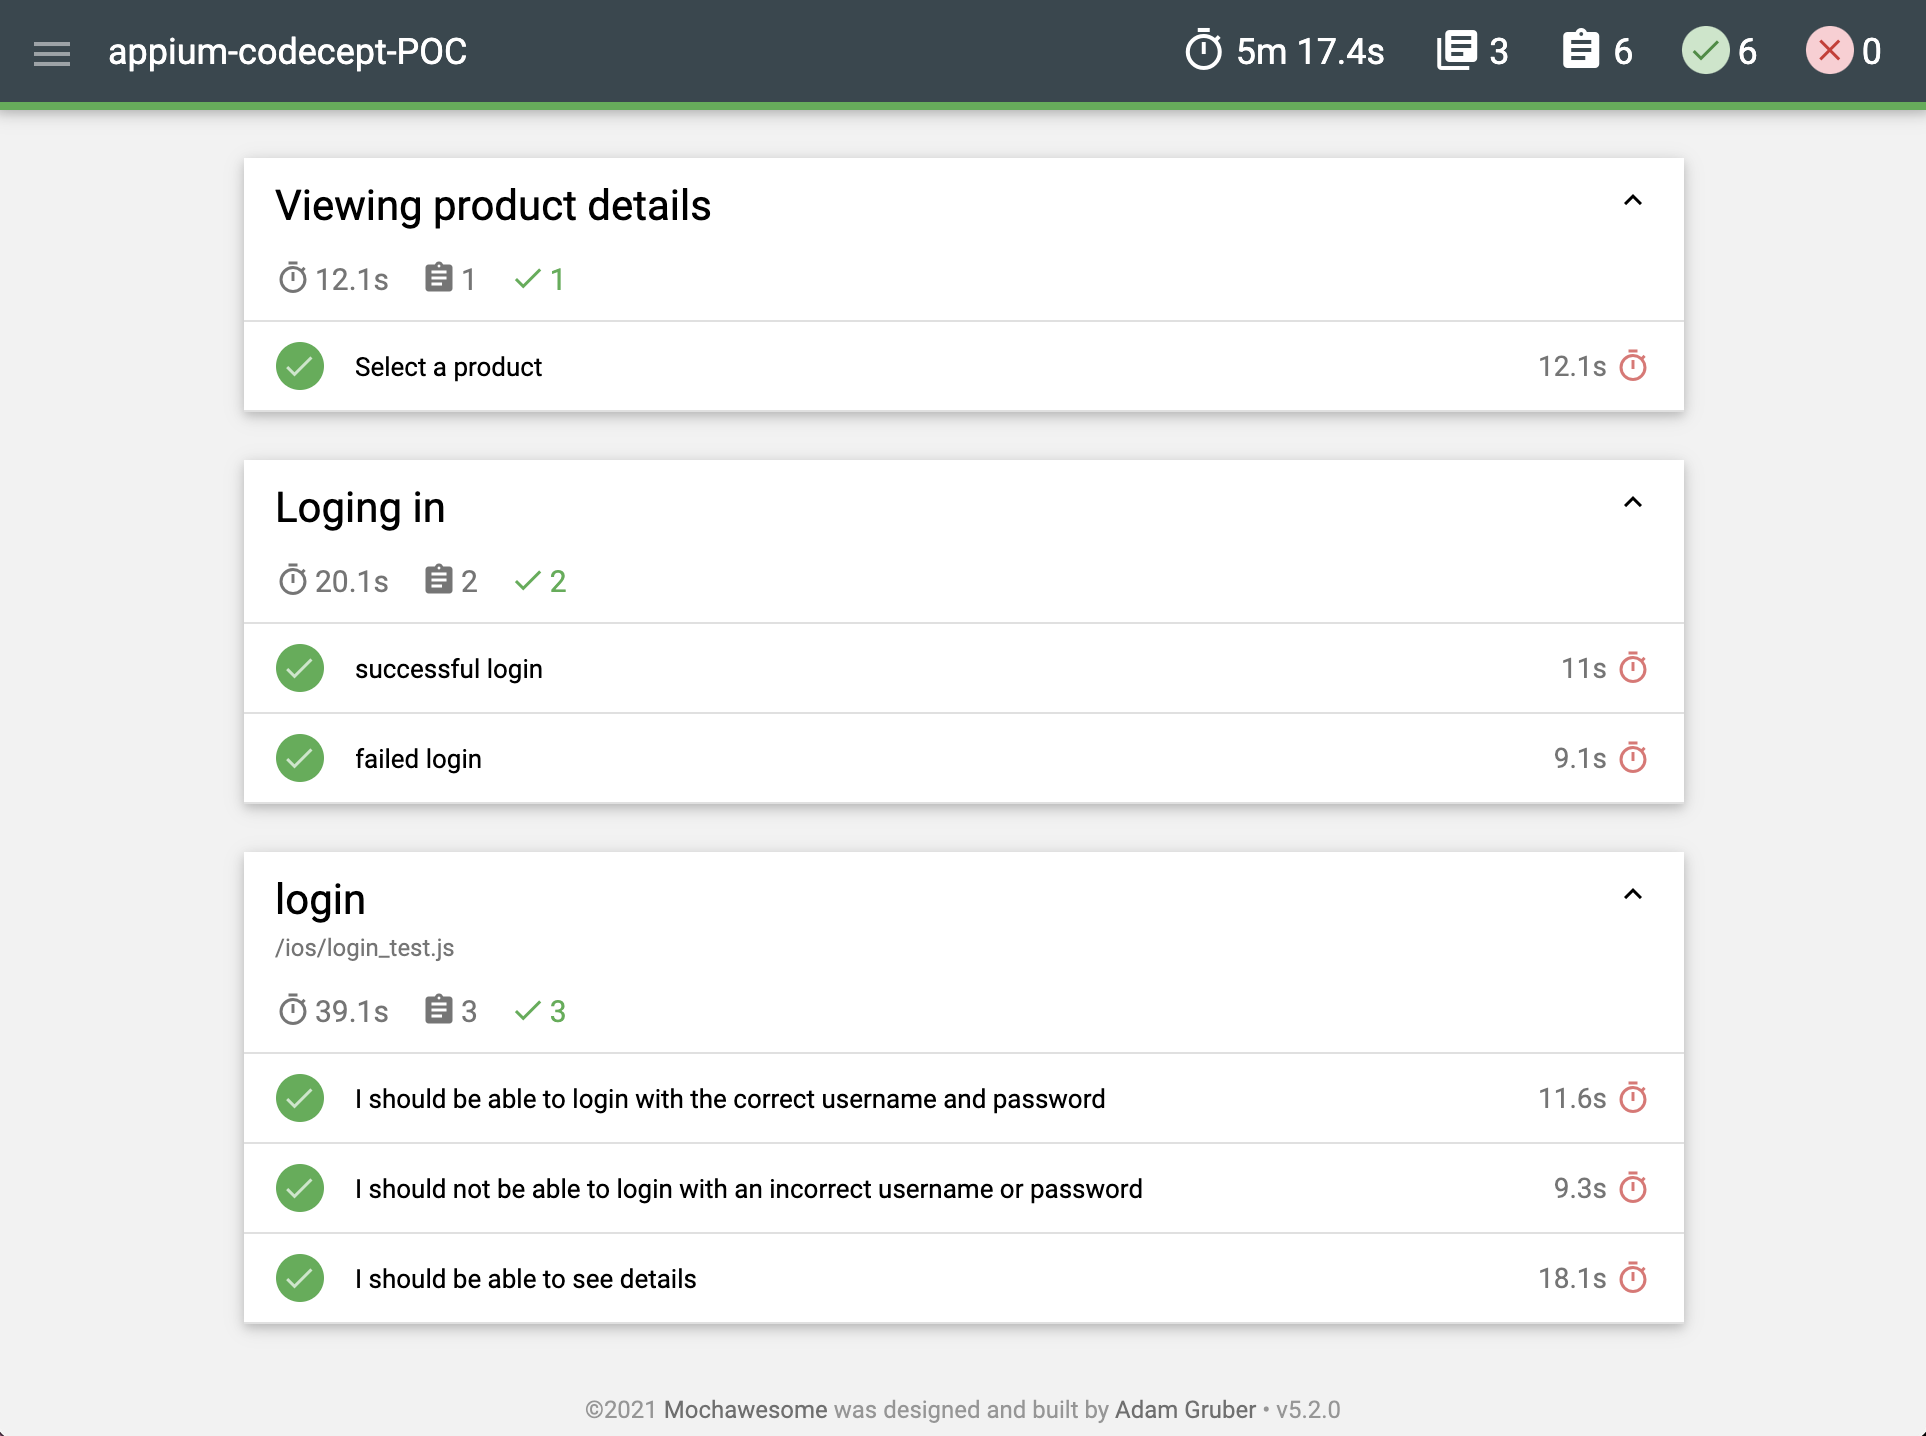 appium-codecept-POC 5m 17.4s 3 6 6 0
Viewing product details
12.1s 1 1
Select a product 12.1s
Loging in
20.1s 2 2
successful login 11s
failed login 9.1s
login
/ios/login_test.js
39.1s 3 3
I should be able to login with the correct username and password 11.6s
I should not be able to login with an incorrect username or password 9.3s
I should be able to see details 18.1s
©2021 Mochawesome was designed and built by Adam Gruber • v5.2.0